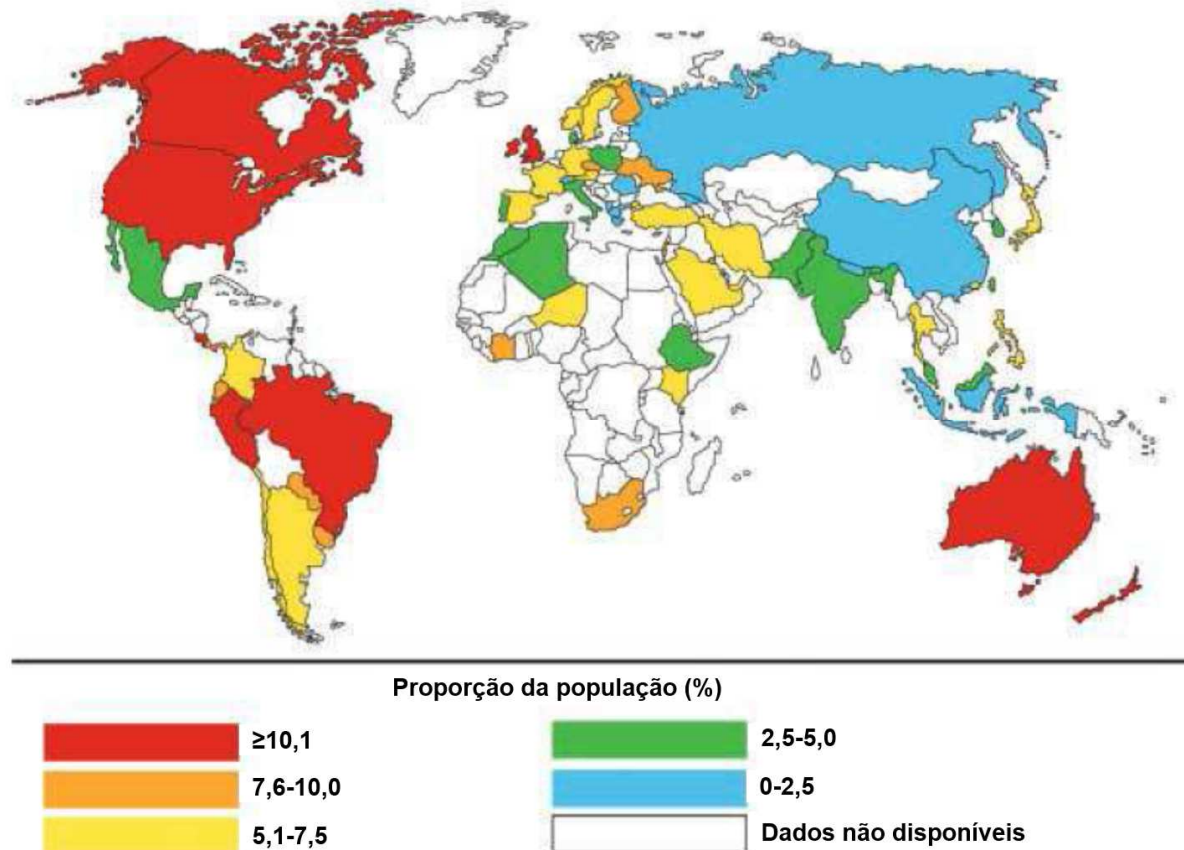 Proporção da população (%)
≥10,1
7,6-10,0
5,1-7,5
2,5-5,0
0-2,5
Dados não disponíveis